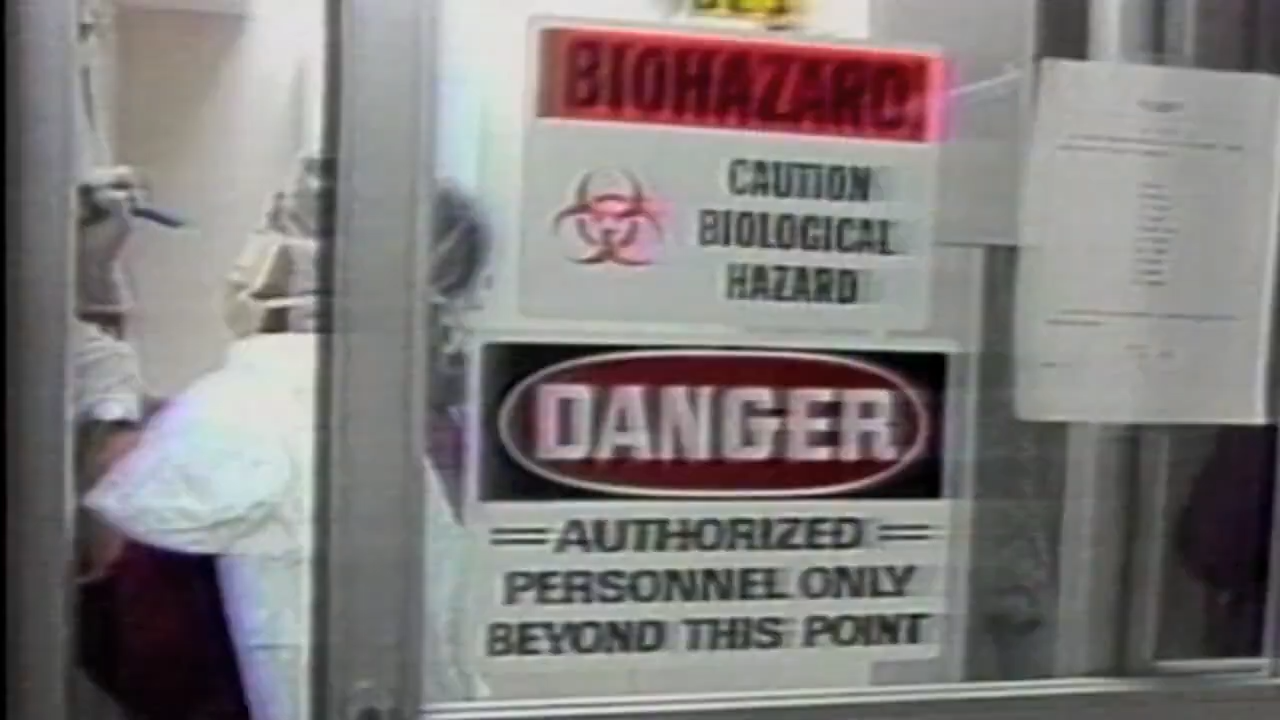 BIOHAZARD!
CAUTION
BIOLOGICAL
HAZARD
DANGER
AUTHORIZED
PERSONNEL ONLY
BEYOND THIS POINT